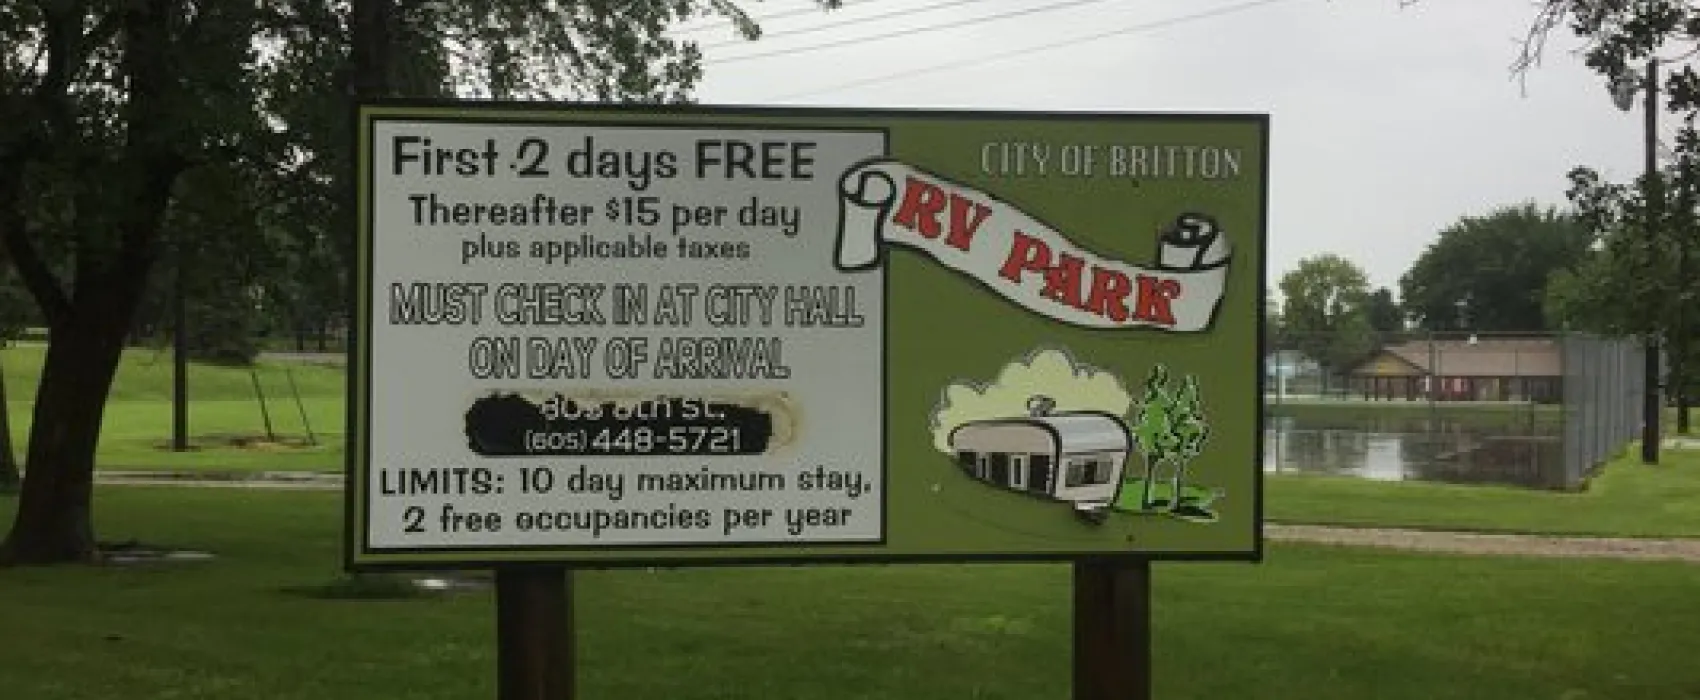 First 2 days FREE
Thereafter $15 per day
plus applicable taxes
MUST CHECK IN AT CITY HALL
ON DAY OF ARRIVAL
8th St.
(605) 448-5721
LIMITS: 10 day maximum stay,
2 free occupancies per year
CITY OF BRITTON
RV PARK